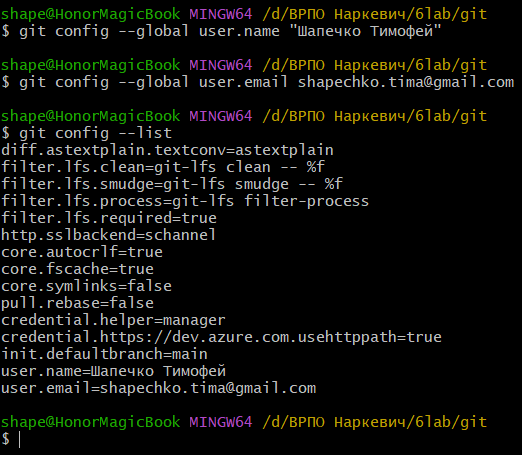 shape@HonorMagicBook MINGW64 /d/ВРПО Наркевич/6lab/git
$ git config --global user.name "Шапечко Тимофей"
shape@HonorMagicBook MINGW64 /d/ВРПО Наркевич/6lab/git
$ git config --global user.email shapechko.tima@gmail.com
shape@HonorMagicBook MINGW64 /d/ВРПО Наркевич/6lab/git
$ git config --list
diff.astextplain.textconv=astextplain
filter.lfs.clean=git-lfs clean -- %f
filter.lfs.smudge=git-lfs smudge -- %f
filter.lfs.process=git-lfs filter-process
filter.lfs.required=true
http.sslbackend=schannel
core.autocrlf=true
core.fscache=true
core.symlinks=false
pull.rebase=false
credential.helper=manager
credential.https://dev.azure.com.usehttppath=true
init.defaultbranch=main
user.name=Шапечко Тимофей
user.email=shapechko.tima@gmail.com
shape@HonorMagicBook MINGW64 /d/ВРПО Наркевич/6lab/git
$